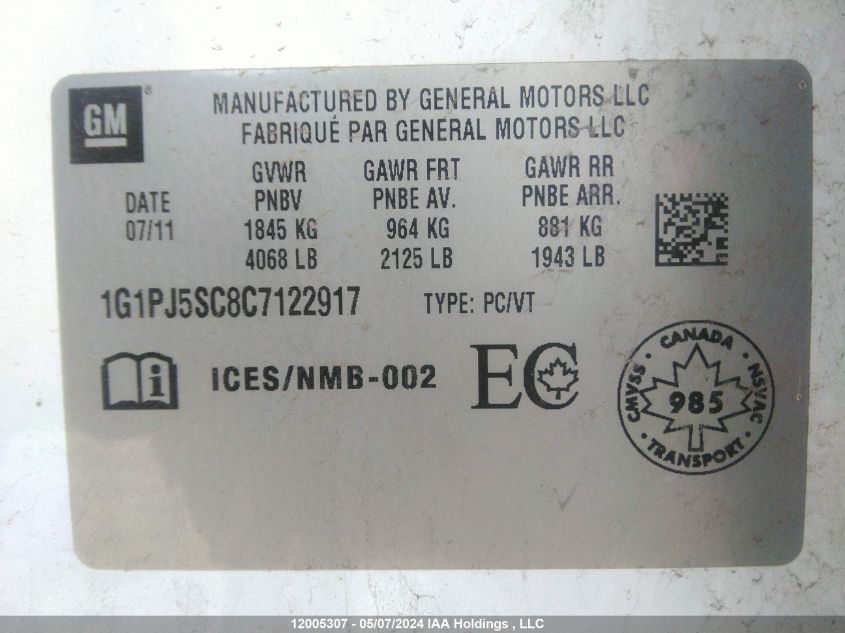 GM
MANUFACTURED BY GENERAL MOTORS LLC
FABRIQUÉ PAR GENERAL MOTORS LLC
GVWR GAWR FRT GAWR RR
DATE PNBV PNBE AV. PNBE ARR.
07/11 1845 KG 964 KG 881 KG
4068 LB 2125 LB 1943 LB
1G1PJ5SC8C7122917 TYPE: PC/VT
i ICES/NMB-002 EC
CANADA
CMVSS 985 NSVAC
TRANSPORT
12005307 - 05/07/2024 IAA Holdings , LLC